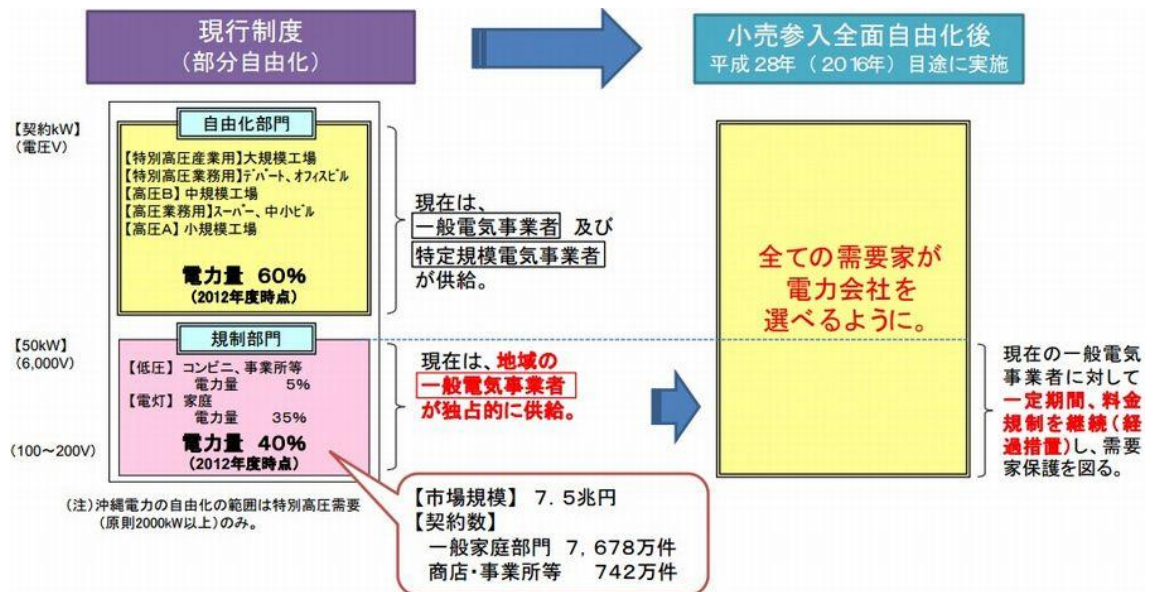 現行制度
(部分自由化)
小売参入全面自由化後
平成28年(2016年)目途に実施
【契約kW】
(電圧V)
自由化部門
【特別高圧産業用】大規模工場
【特別高圧業務用】デパート、オフィスビル
【高圧B】中規模工場
【高圧業務用】スーパー、中小ビル
【高圧A】小規模工場
電力量 60%
(2012年度時点)
現在は、
一般電気事業者 及び
特定規模電気事業者
が供給。
【50kW】
(6,000V)
規制部門
【低圧】 コンビニ、事業所等
電力量 5%
【電灯】 家庭
電力量 35%
電力量 40%
(2012年度時点)
(100~200V)
現在は、地域の
一般電気事業者
が独占的に供給。
全ての需要家が
電力会社を
選べるように。
現在の一般電気
事業者に対して
一定期間、料金
規制を継続(経
過措置)し、需要
家保護を図る。
(注)沖縄電力の自由化の範囲は特別高圧需要
(原則2000kW以上)のみ。
【市場規模】 7.5兆円
【契約数】
一般家庭部門 7,678万件
商店・事業所等 742万件